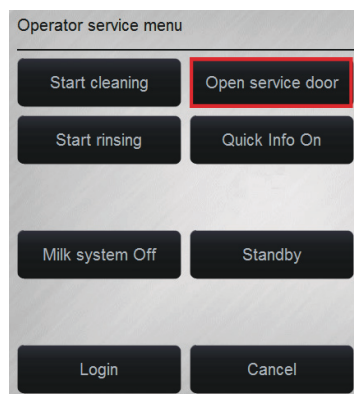 Operator service menu
Start cleaning
Open service door
Start rinsing
Quick Info On
Milk system Off
Standby
Login
Cancel